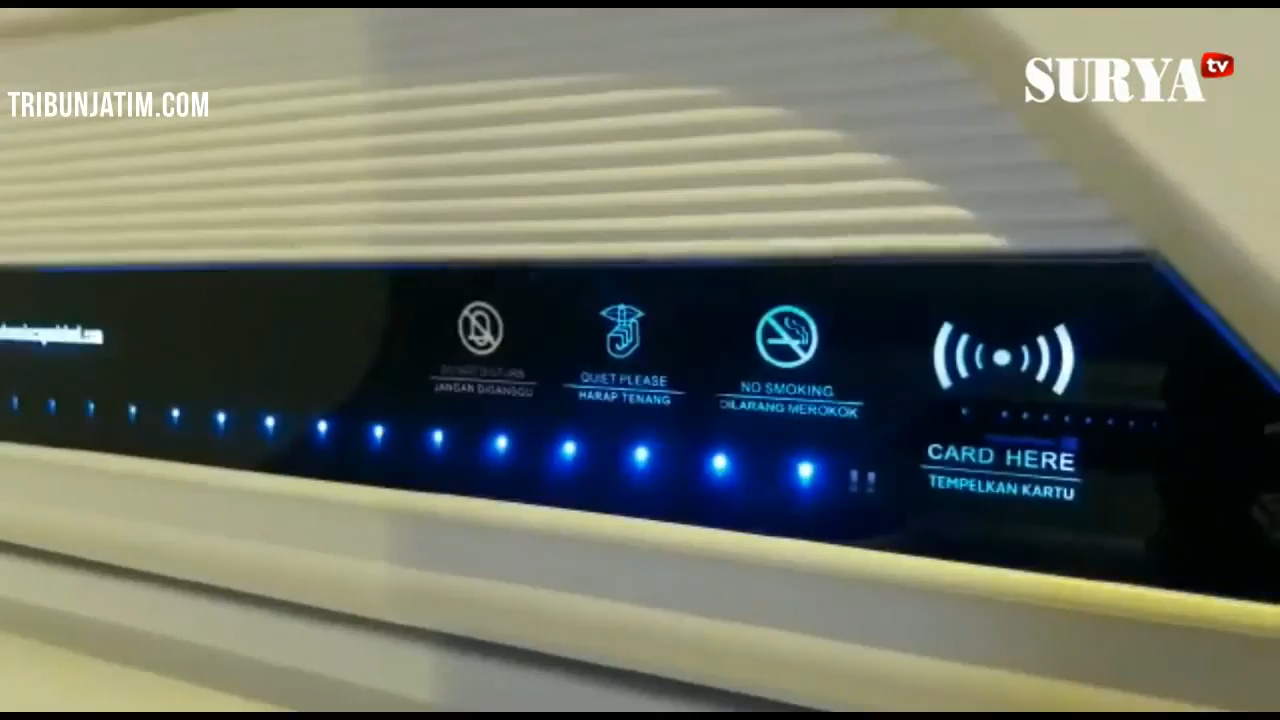 TRIBUNJATIM.COM
SURYA tv
JANGAN DIGANGGU
QUIET PLEASE
HARAP TENANG
NO SMOKING
DILARANG MEROKOK
CARD HERE
TEMPELKAN KARTU